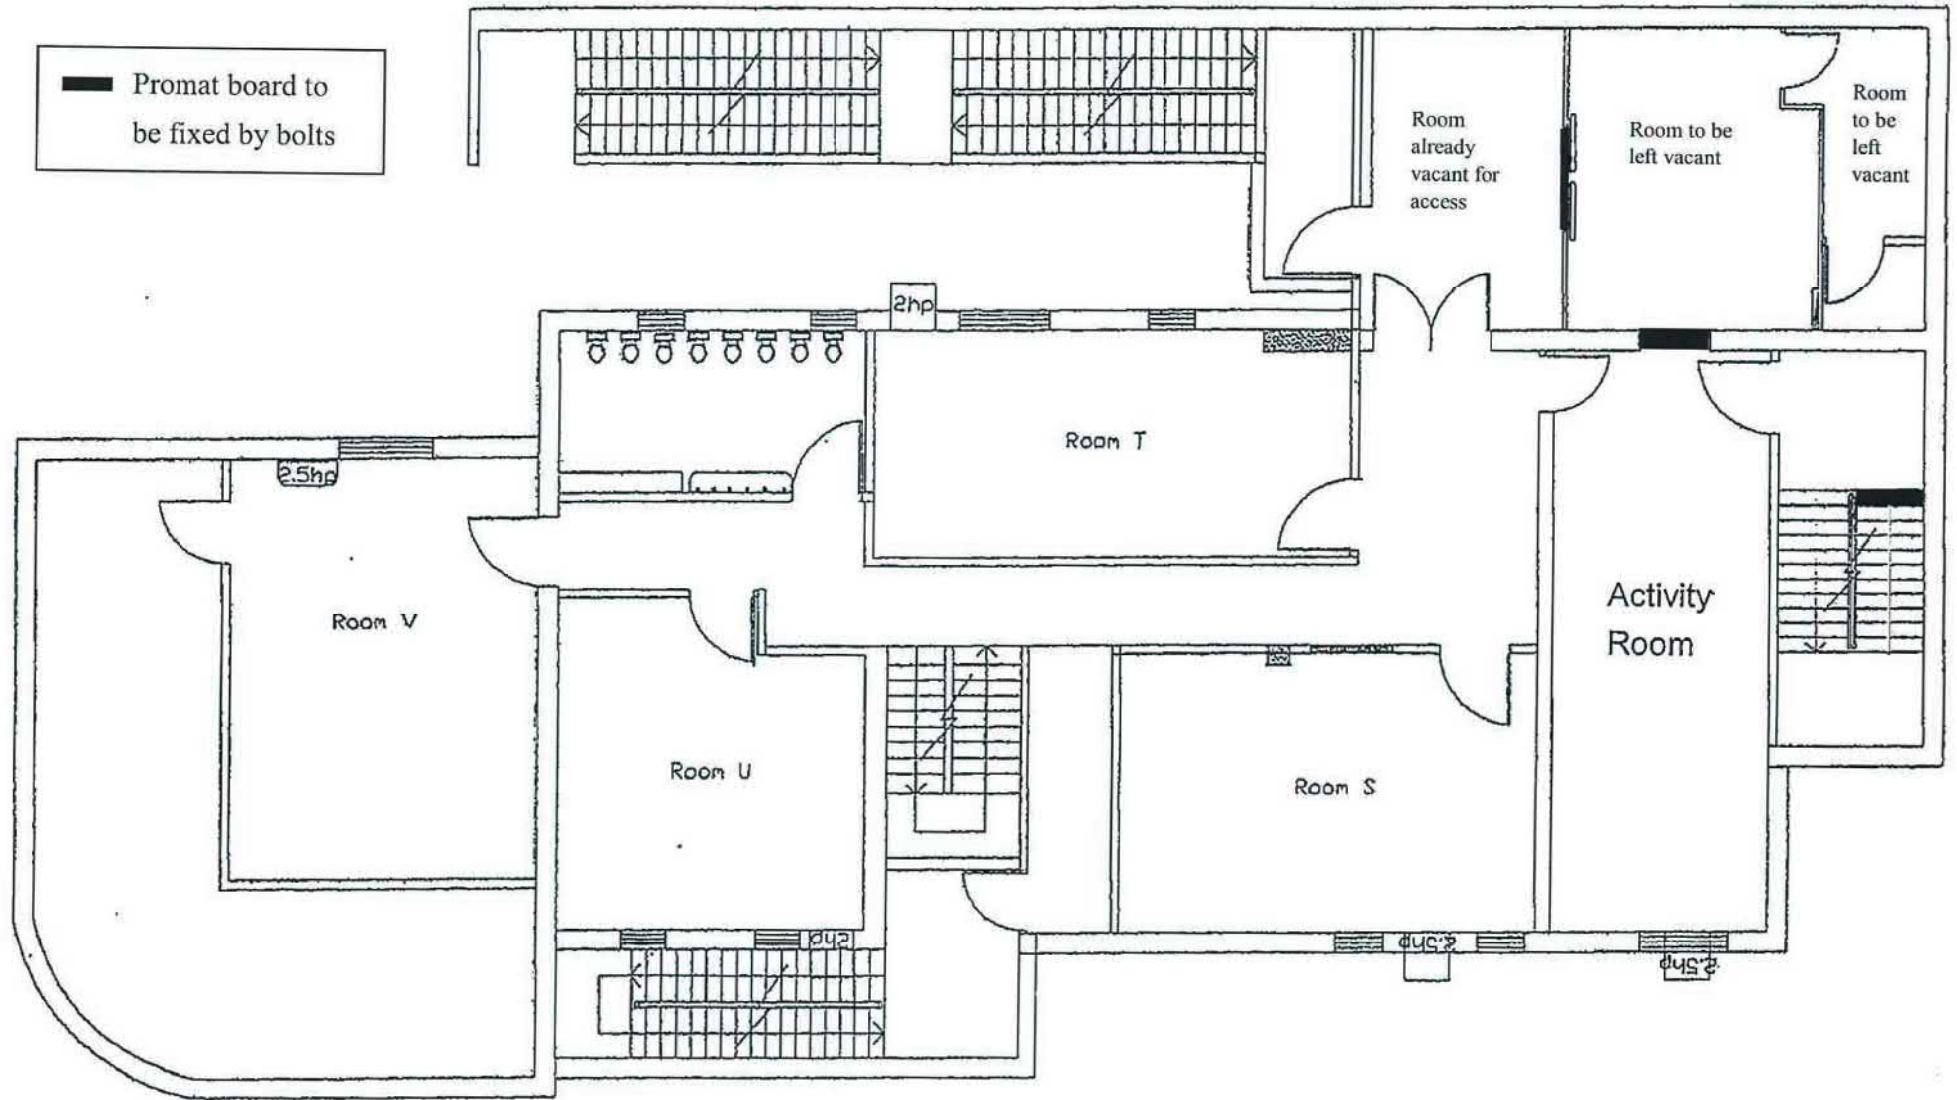 Promat board to
be fixed by bolts
Room
already
vacant for
access
Room to be
left vacant
Room
to be
left
vacant
2hp
Room T
2.5hp
Room V
Activity
Room
Room U
Room S
2hp
2.5hp
2.5hp